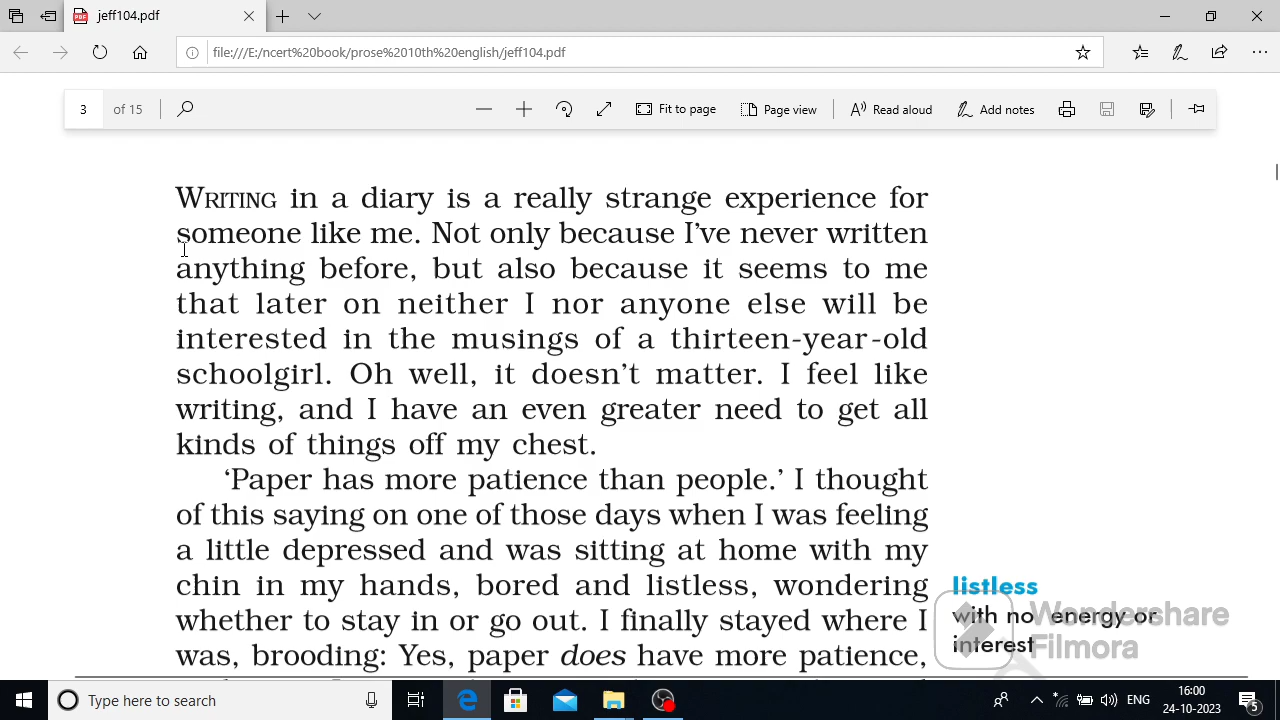 jeff104.pdf
file:///E:/ncert%20book/prose%2010th%20english/jeff104.pdf
3 of 15 Fit to page Page view Read aloud Add notes
WRITING in a diary is a really strange experience for
someone like me. Not only because I've never written
anything before, but also because it seems to me
that later on neither I nor anyone else will be
interested in the musings of a thirteen-year-old
schoolgirl. Oh well, it doesn't matter. I feel like
writing, and I have an even greater need to get all
kinds of things off my chest.
‘Paper has more patience than people.’ I thought
of this saying on one of those days when I was feeling
a little depressed and was sitting at home with my
chin in my hands, bored and listless, wondering
whether to stay in or go out. I finally stayed where I
was, brooding: Yes, paper does have more patience,
listless
with no energy or
interest
Wondershare
Filmora
Type here to search
ENG
16:00
24-10-2023
5